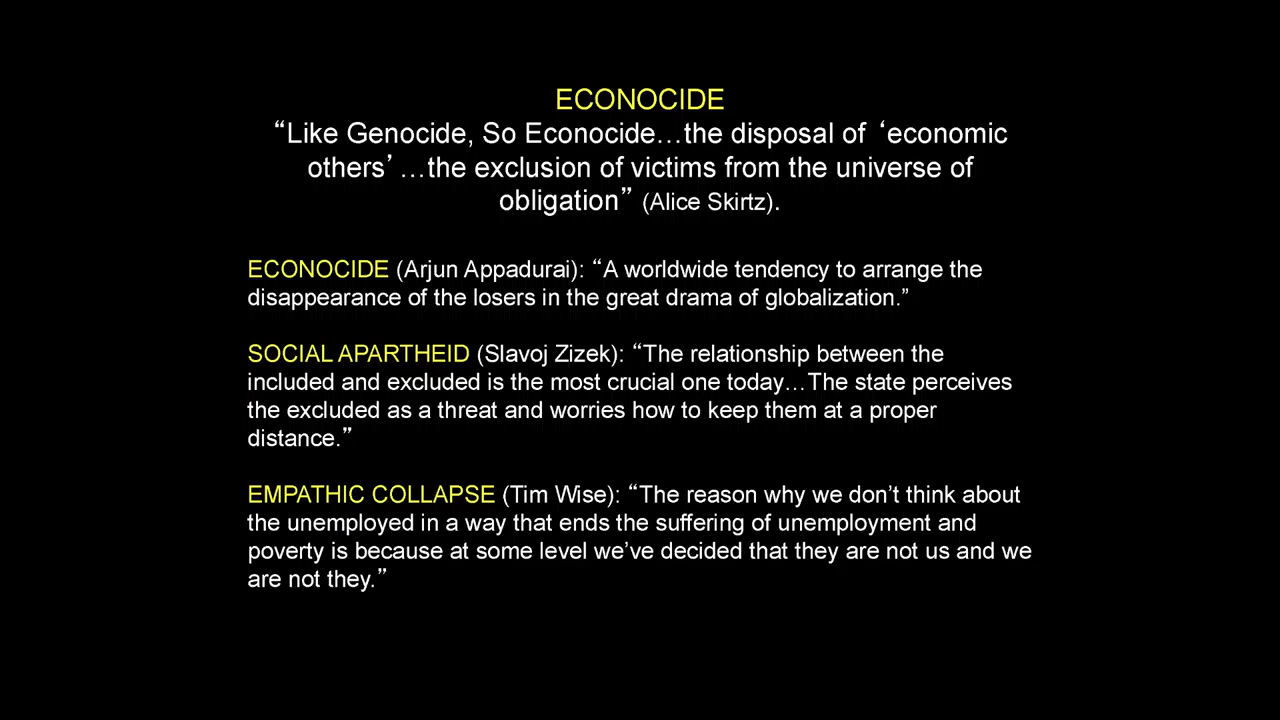 ECONOCIDE
“Like Genocide, So Econocide…the disposal of ‘economic
others’…the exclusion of victims from the universe of
obligation” (Alice Skirtz).
ECONOCIDE (Arjun Appadurai): “A worldwide tendency to arrange the
disappearance of the losers in the great drama of globalization.”
SOCIAL APARTHEID (Slavoj Zizek): “The relationship between the
included and excluded is the most crucial one today…The state perceives
the excluded as a threat and worries how to keep them at a proper
distance.”
EMPATHIC COLLAPSE (Tim Wise): “The reason why we don’t think about
the unemployed in a way that ends the suffering of unemployment and
poverty is because at some level we’ve decided that they are not us and we
are not they.”